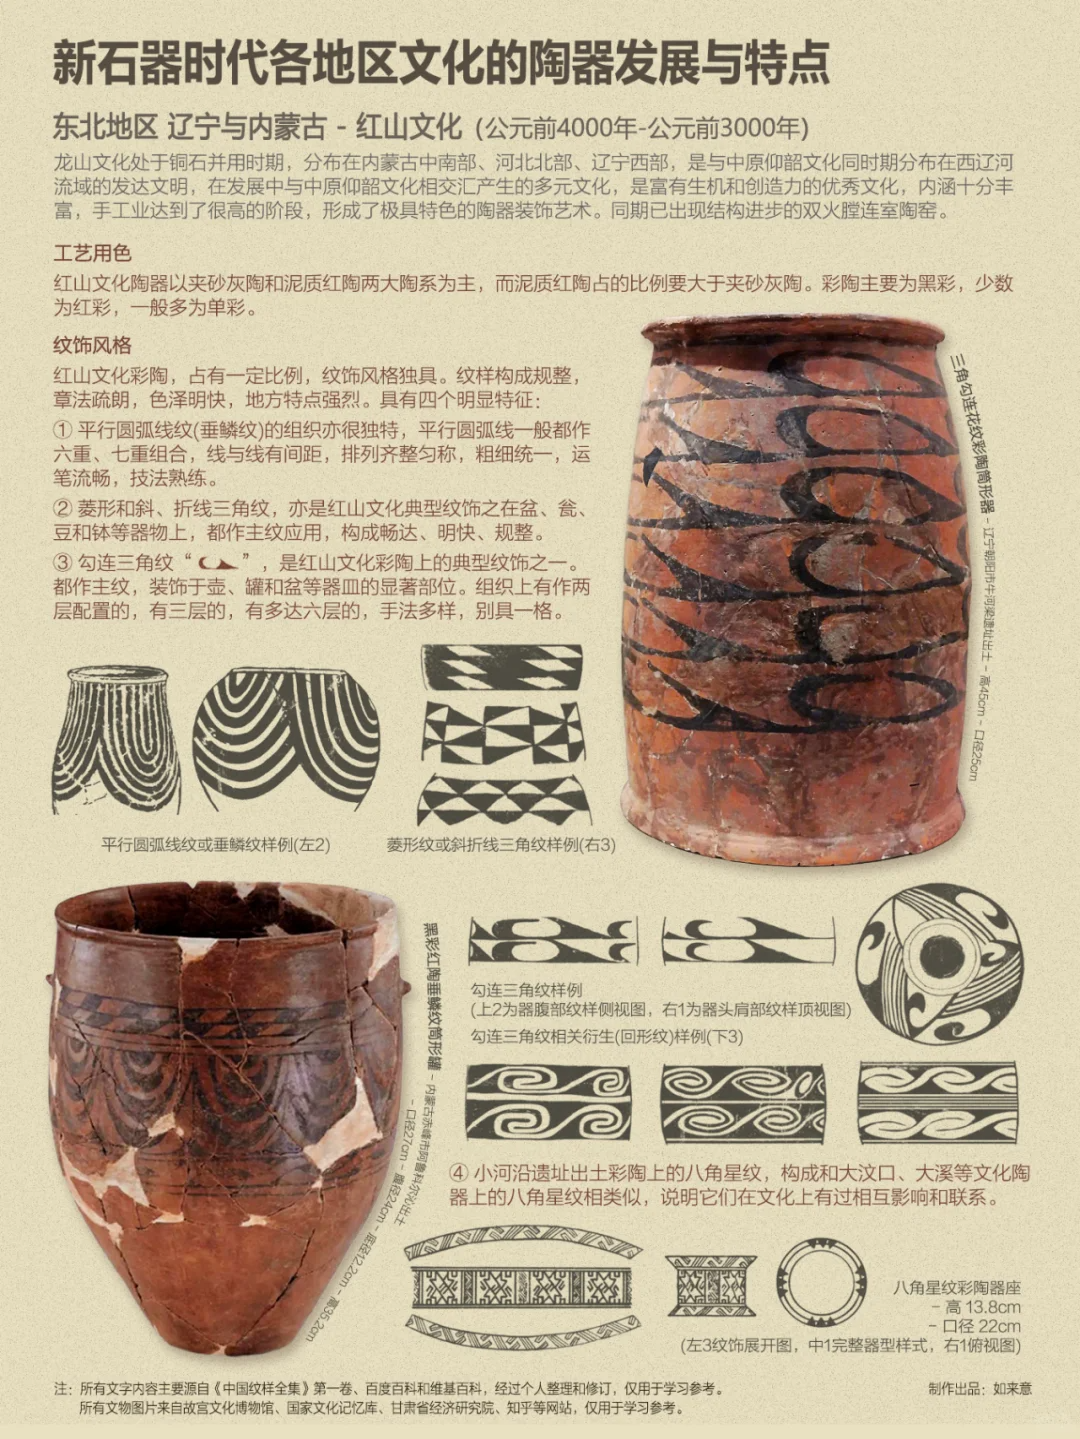 新石器时代各地区文化的陶器发展与特点
东北地区 辽宁与内蒙古 - 红山文化 (公元前4000年-公元前3000年)
龙山文化处于铜石并用时期，分布在内蒙古中南部、河北北部、辽宁西部，是与中原仰韶文化同时期分布在西辽河
流域的发达文明，在发展中与中原仰韶文化相交汇产生的多元文化，是富有生机和创造力的优秀文化，内涵十分丰
富，手工业达到了很高的阶段，形成了极具特色的陶器装饰艺术。同期已出现结构进步的双火膛连室陶窑。
工艺用色
红山文化陶器以夹砂灰陶和泥质红陶两大陶系为主，而泥质红陶占的比例要大于夹砂灰陶。彩陶主要为黑彩，少数
为红彩，一般多为单彩。
纹饰风格
红山文化彩陶，占有一定比例，纹饰风格独具。纹样构成规整，
章法疏朗，色泽明快，地方特点强烈。具有四个明显特征：
① 平行圆弧线纹(垂鳞纹)的组织亦很独特，平行圆弧线一般都作
六重、七重组合，线与线有间距，排列齐整匀称，粗细统一，运
笔流畅，技法熟练。
② 菱形和斜、折线三角纹，亦是红山文化典型纹饰之在盆、瓮、
豆和钵等器物上，都作主纹应用，构成畅达、明快、规整。
③ 勾连三角纹“ ”，是红山文化彩陶上的典型纹饰之一。
都作主纹，装饰于壶、罐和盆等器皿的显著部位。组织上有作两
层配置的，有三层的，有多达六层的，手法多样，别具一格。
三角勾连花纹彩陶筒形器 - 辽宁朝阳市牛河梁遗址出土 - 高45cm - 口径25cm
平行圆弧线纹或垂鳞纹样例(左2)
菱形纹或斜折线三角纹样例(右3)
黑彩红陶垂鳞纹筒形罐 - 内蒙古赤峰市阿鲁科尔沁出土
- 口径27cm - 腹径24cm - 底径12.2cm - 高35.2cm
勾连三角纹样例
(上2为器腹部纹样侧视图，右1为器头肩部纹样顶视图)
勾连三角纹相关衍生(回形纹)样例(下3)
④ 小河沿遗址出土彩陶上的八角星纹，构成和大汶口、大溪等文化陶
器上的八角星纹相类似，说明它们在文化上有过相互影响和联系。
八角星纹彩陶器座
- 高 13.8cm
- 口径 22cm
(左3纹饰展开图，中1完整器型样式，右1俯视图)
注：所有文字内容主要源自《中国纹样全集》第一卷、百度百科和维基百科，经过个人整理和修订，仅用于学习参考。
所有文物图片来自故宫文化博物馆、国家文化记忆库、甘肃省经济研究院、知乎等网站，仅用于学习参考。
制作出品：如来意